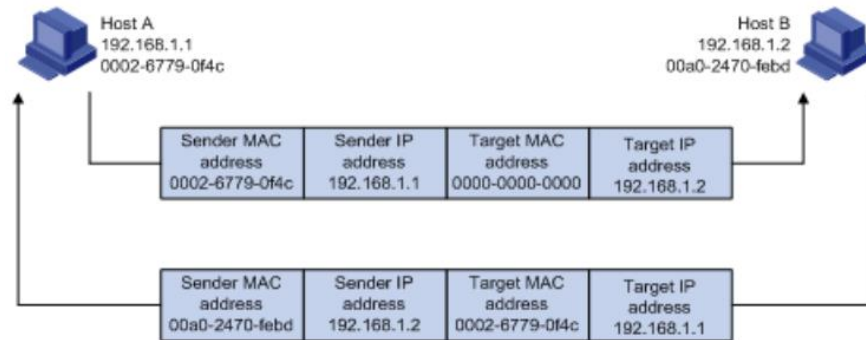 Host A
192.168.1.1
0002-6779-0f4c
Host B
192.168.1.2
00a0-2470-febd
Sender MAC
address
0002-6779-0f4c
Sender IP
address
192.168.1.1
Target MAC
address
0000-0000-0000
Target IP
address
192.168.1.2
Sender MAC
address
00a0-2470-febd
Sender IP
address
192.168.1.2
Target MAC
address
0002-6779-0f4c
Target IP
address
192.168.1.1